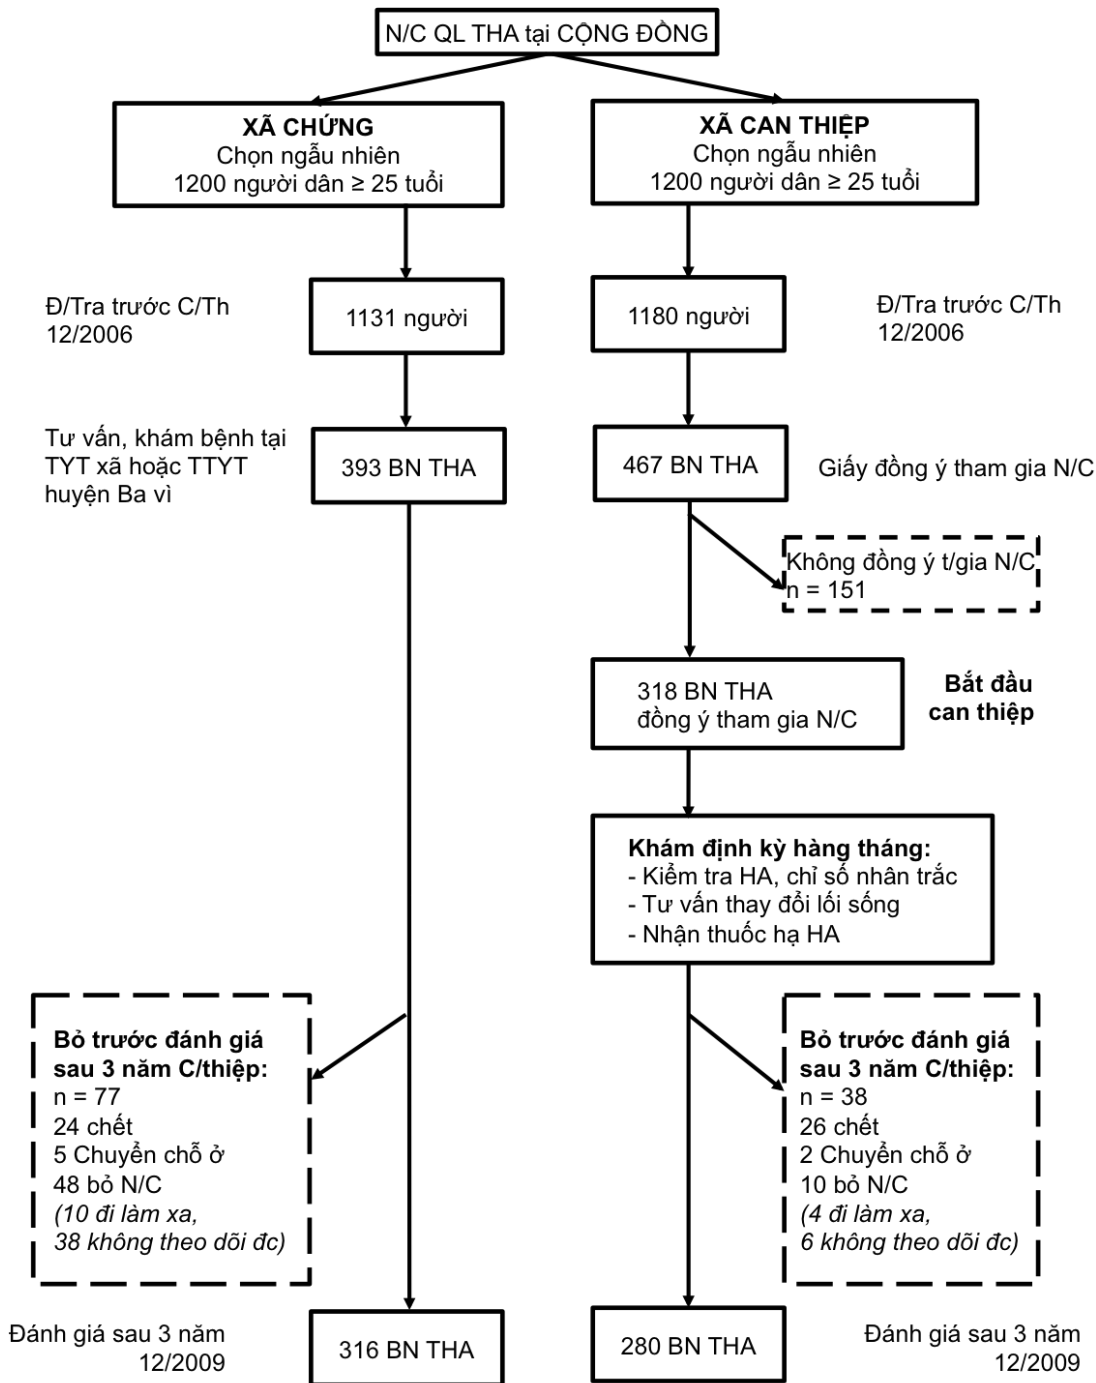 N/C QL THA tại CỘNG ĐỒNG
XÃ CHỨNG
Chọn ngẫu nhiên
1200 người dân ≥ 25 tuổi
XÃ CAN THIỆP
Chọn ngẫu nhiên
1200 người dân ≥ 25 tuổi
Đ/Tra trước C/Th
12/2006
1131 người
1180 người
Đ/Tra trước C/Th
12/2006
Tư vấn, khám bệnh tại
TYT xã hoặc TTYT
huyện Ba vì
393 BN THA
467 BN THA
Giấy đồng ý tham gia N/C
Không đồng ý t/gia N/C
n = 151
318 BN THA
đồng ý tham gia N/C
Bắt đầu
can thiệp
Khám định kỳ hàng tháng:
- Kiểm tra HA, chỉ số nhân trắc
- Tư vấn thay đổi lối sống
- Nhận thuốc hạ HA
Bỏ trước đánh giá
sau 3 năm C/thiệp:
n = 77
24 chết
5 Chuyển chỗ ở
48 bỏ N/C
(10 đi làm xa,
38 không theo dõi đc)
Bỏ trước đánh giá
sau 3 năm C/thiệp:
n = 38
26 chết
2 Chuyển chỗ ở
10 bỏ N/C
(4 đi làm xa,
6 không theo dõi đc)
Đánh giá sau 3 năm
12/2009
316 BN THA
280 BN THA
Đánh giá sau 3 năm
12/2009